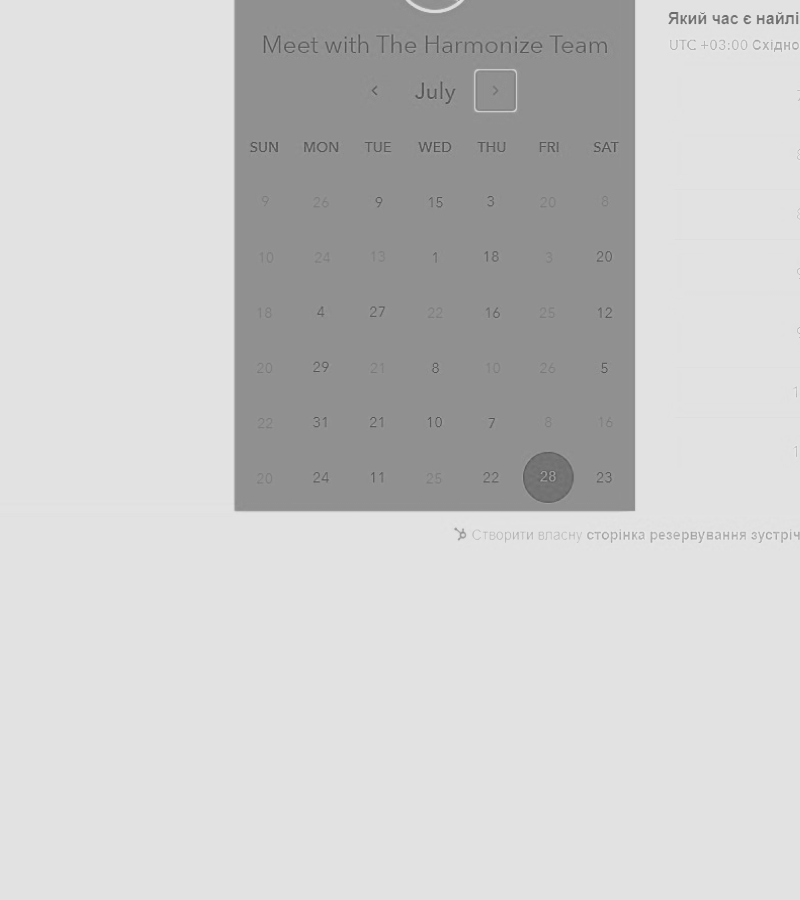 Який час є найлі
Meet with The Harmonize Team
UTC +03:00 Східно
July
SUN MON TUE WED THU FRI SAT
9 26 9 15 3 20 8
10 24 13 1 18 3 20
18 4 27 22 16 25 12
20 29 21 8 10 26 5
22 31 21 10 7 8 16
20 24 11 25 22 28 23
Створити власну сторінка резервування зустріч